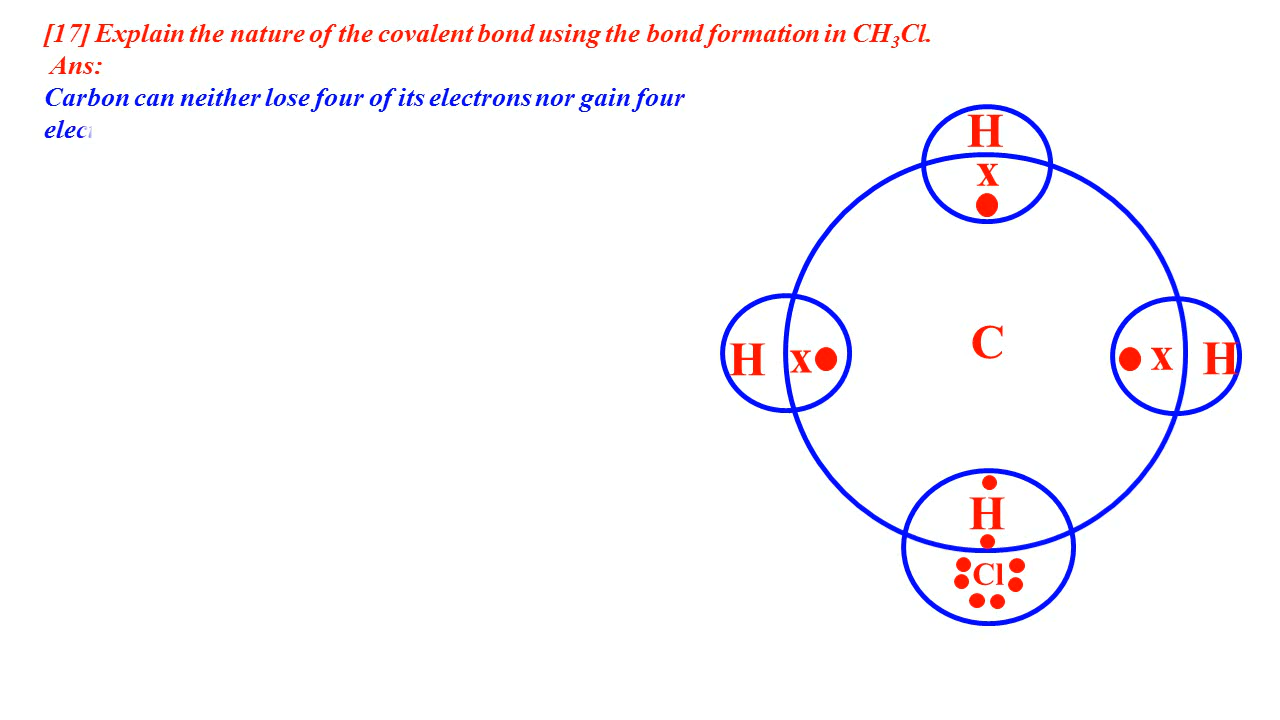 [17] Explain the nature of the covalent bond using the bond formation in CH₃Cl.
Ans:
Carbon can neither lose four of its electrons nor gain four
elec
H
x
H x
C
x H
H
Cl